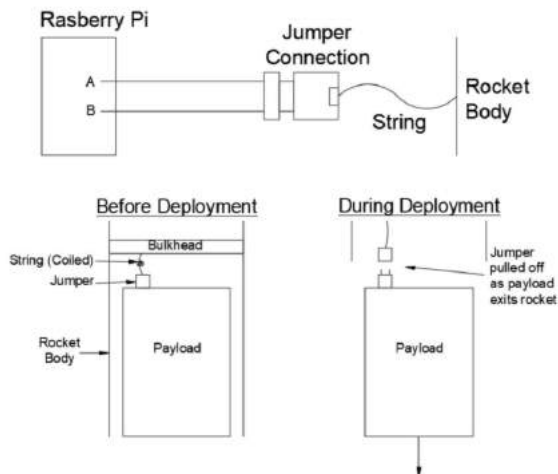 Rasberry Pi
A
B
Jumper
Connection
String
Rocket
Body
Before Deployment
Bulkhead
String (Coiled)
Jumper
Rocket
Body
Payload
During Deployment
Jumper
pulled off
as payload
exits rocket
Payload